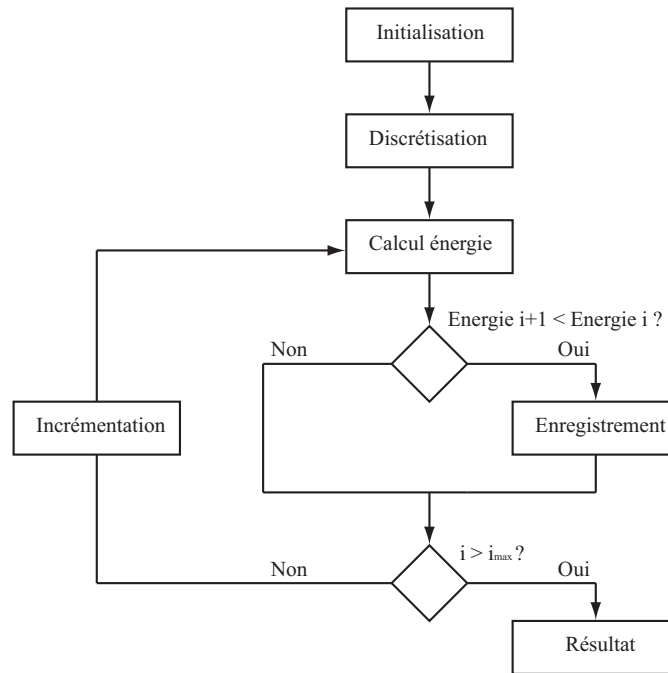 Initialisation
Discrétisation
Calcul énergie
Energie i+1 < Energie i ?
Non
Oui
Incrémentation
Enregistrement
i > imax ?
Non
Oui
Résultat